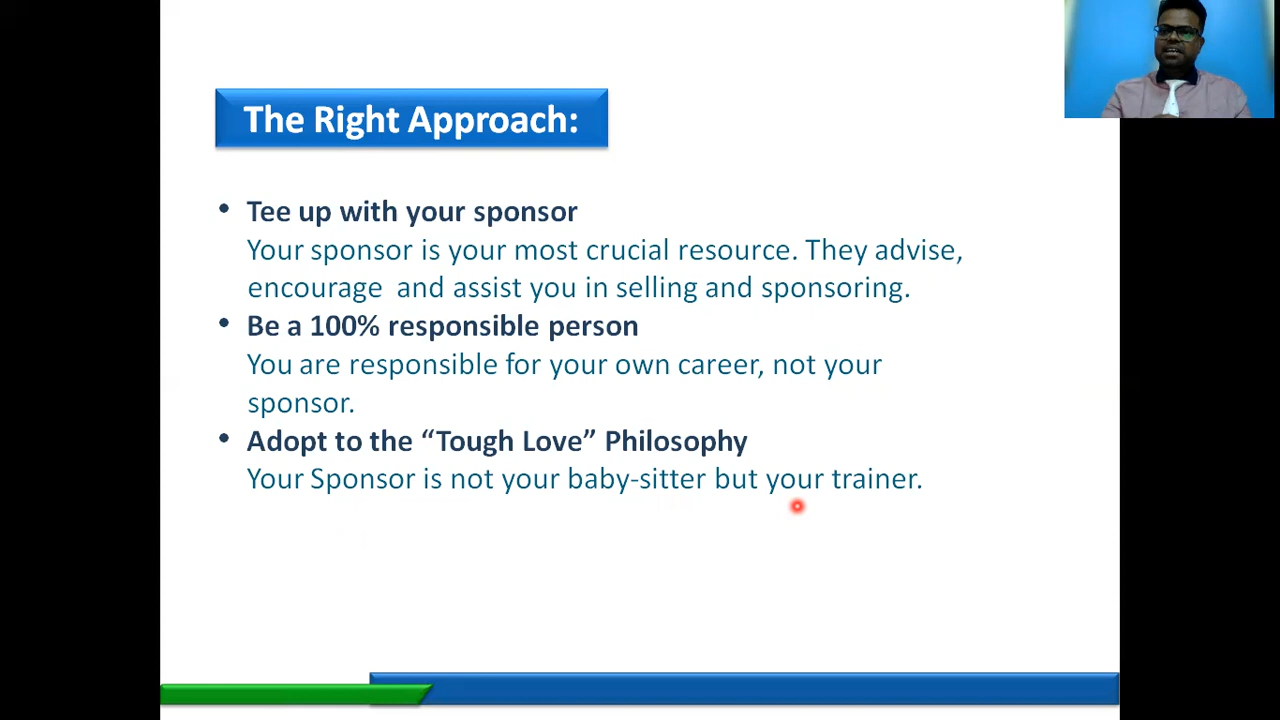 The Right Approach:
• Tee up with your sponsor
Your sponsor is your most crucial resource. They advise,
encourage  and assist you in selling and sponsoring.
• Be a 100% responsible person
You are responsible for your own career, not your
sponsor.
• Adopt to the “Tough Love” Philosophy
Your Sponsor is not your baby-sitter but your trainer.